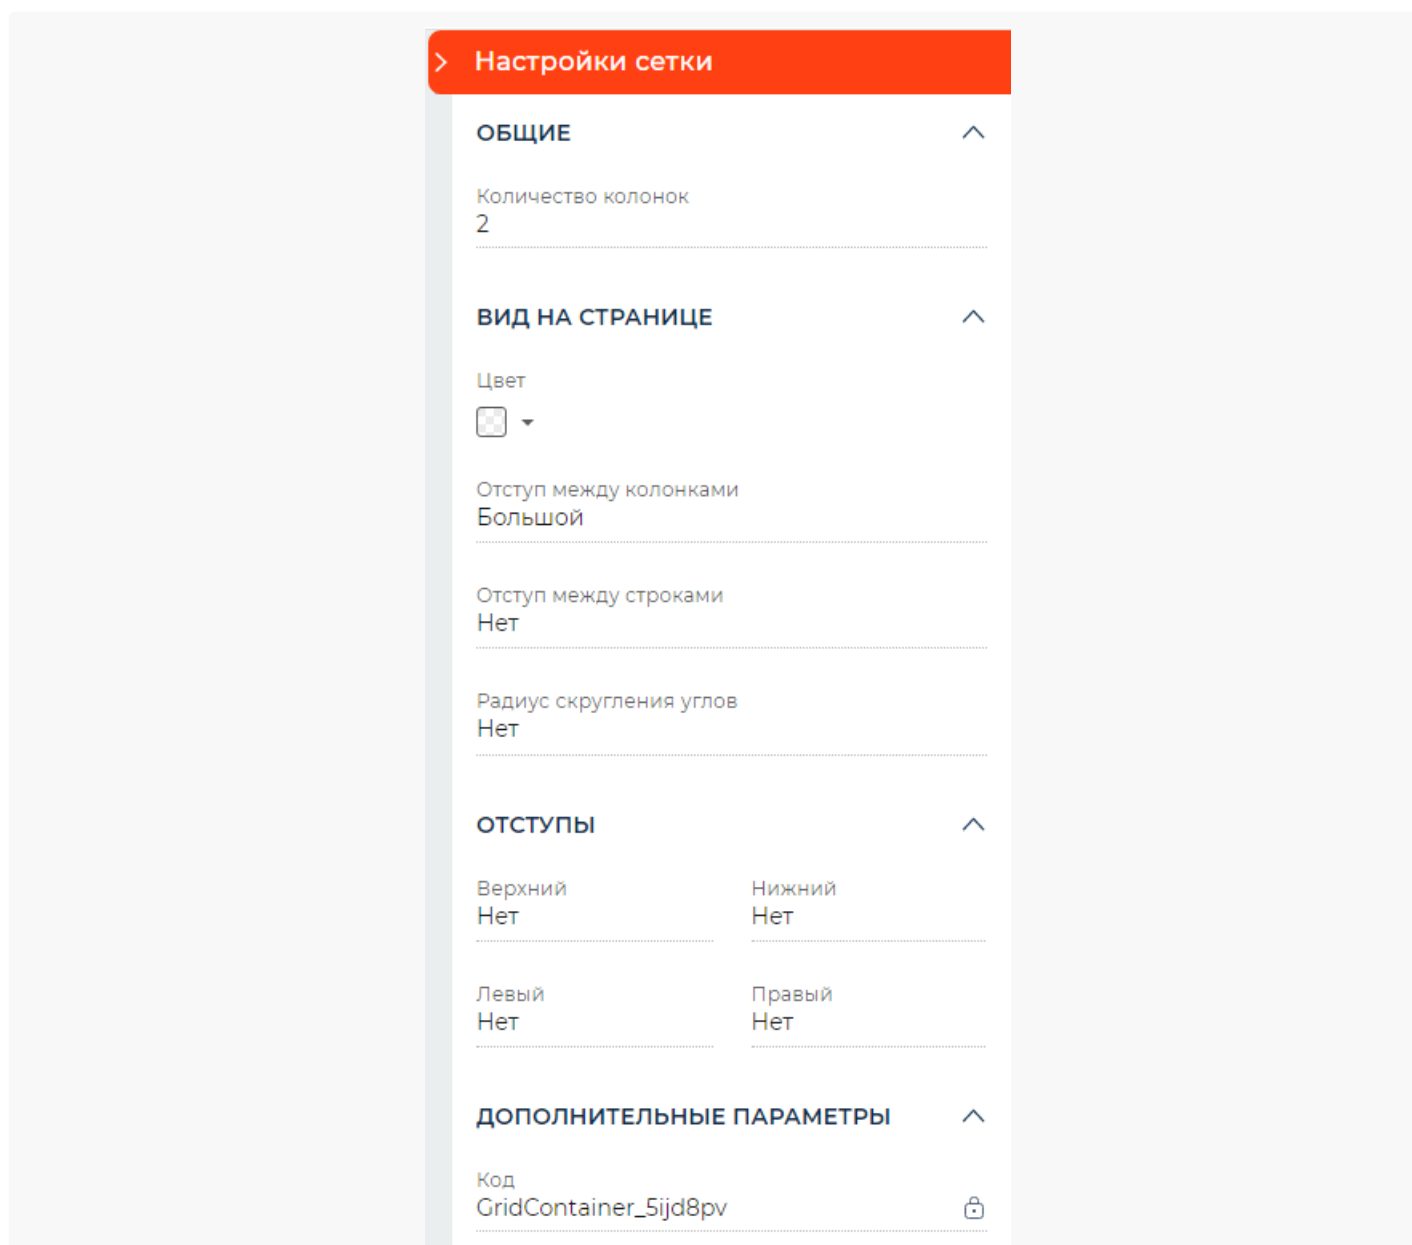 Настройки сетки
ОБЩИЕ
Количество колонок
2
ВИД НА СТРАНИЦЕ
Цвет
Отступ между колонками
Большой
Отступ между строками
Нет
Радиус скругления углов
Нет
ОТСТУПЫ
Верхний Нижний
Нет Нет
Левый Правый
Нет Нет
ДОПОЛНИТЕЛЬНЫЕ ПАРАМЕТРЫ
Код
GridContainer_5ijd8pv